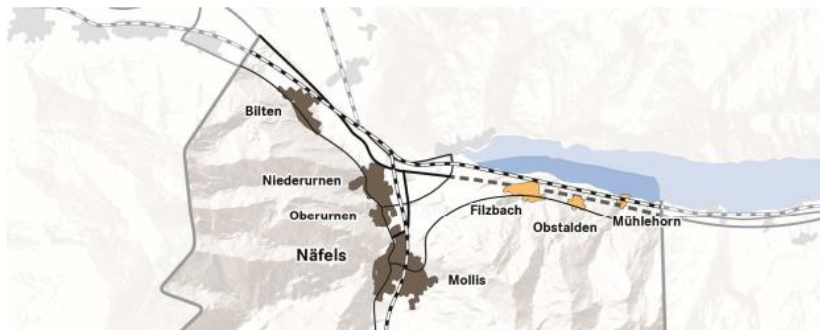 Bilten
Niederurnen
Oberurnen
Näfels
Mollis
Filzbach
Obstalden
Mühlehorn